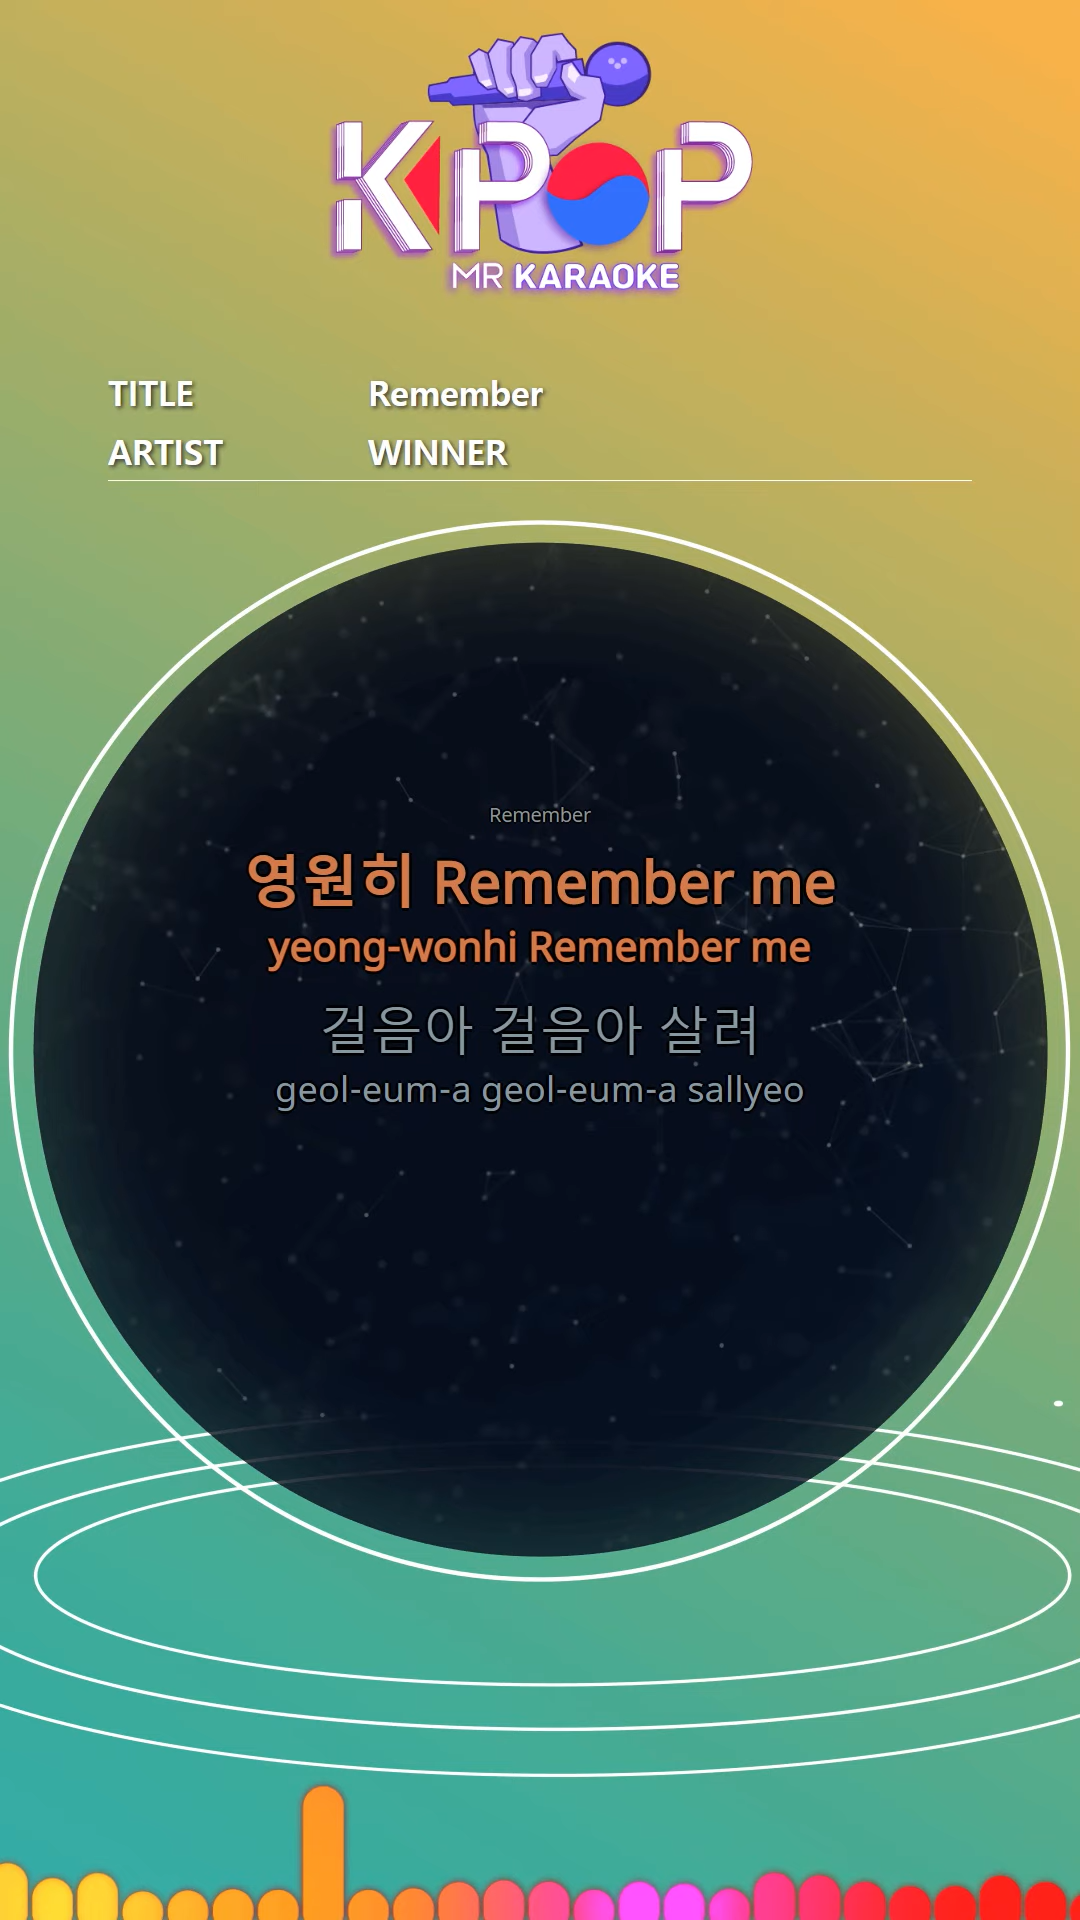 KPOP
MR KARAOKE
TITLE Remember
ARTIST WINNER
Remember
영원히 Remember me
yeong-wonhi Remember me
걸음아 걸음아 살려
geol-eum-a geol-eum-a sallyeo